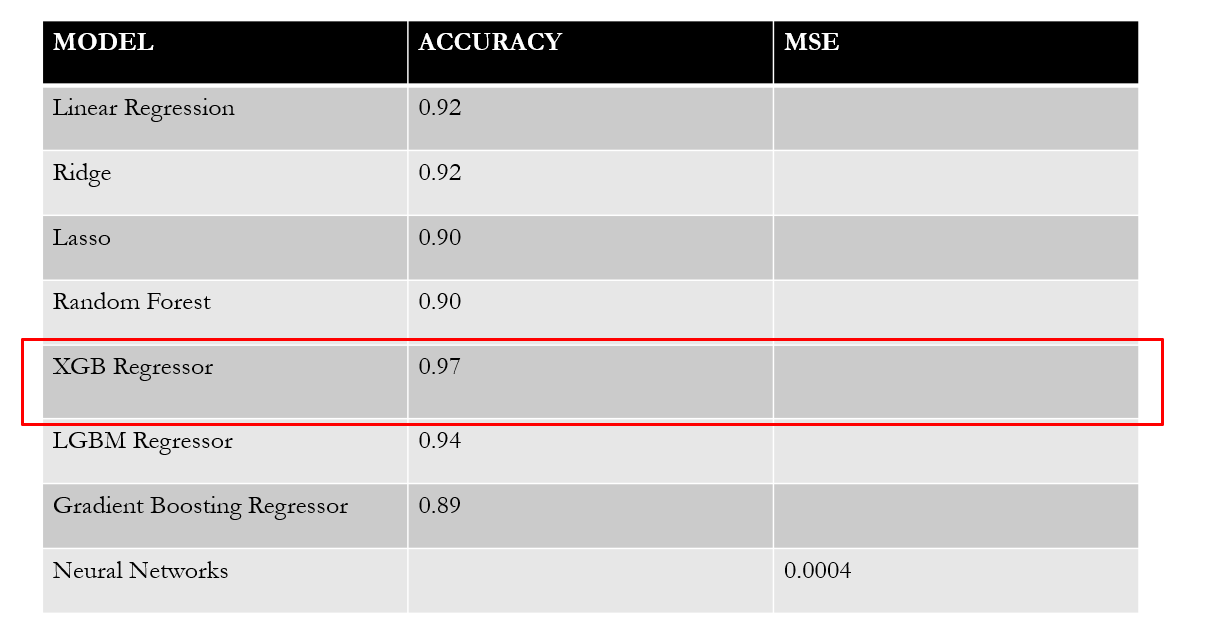 MODEL ACCURACY MSE
Linear Regression 0.92
Ridge 0.92
Lasso 0.90
Random Forest 0.90
XGB Regressor 0.97
LGBM Regressor 0.94
Gradient Boosting Regressor 0.89
Neural Networks 0.0004